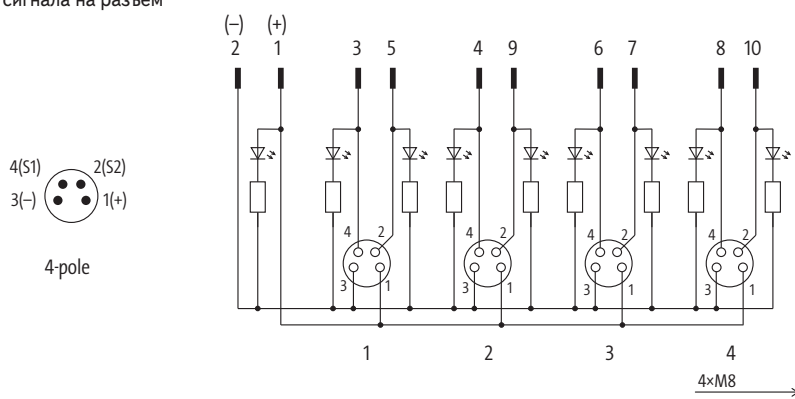 сигнала на разъем
(–) (+)
2 1 3 5 4 9 6 7 8 10
4(S1) 2(S2)
3(–) 1(+)
4-pole
4 2 4 2 4 2 4 2
3 1 3 1 3 1 3 1
1 2 3 4
4×M8